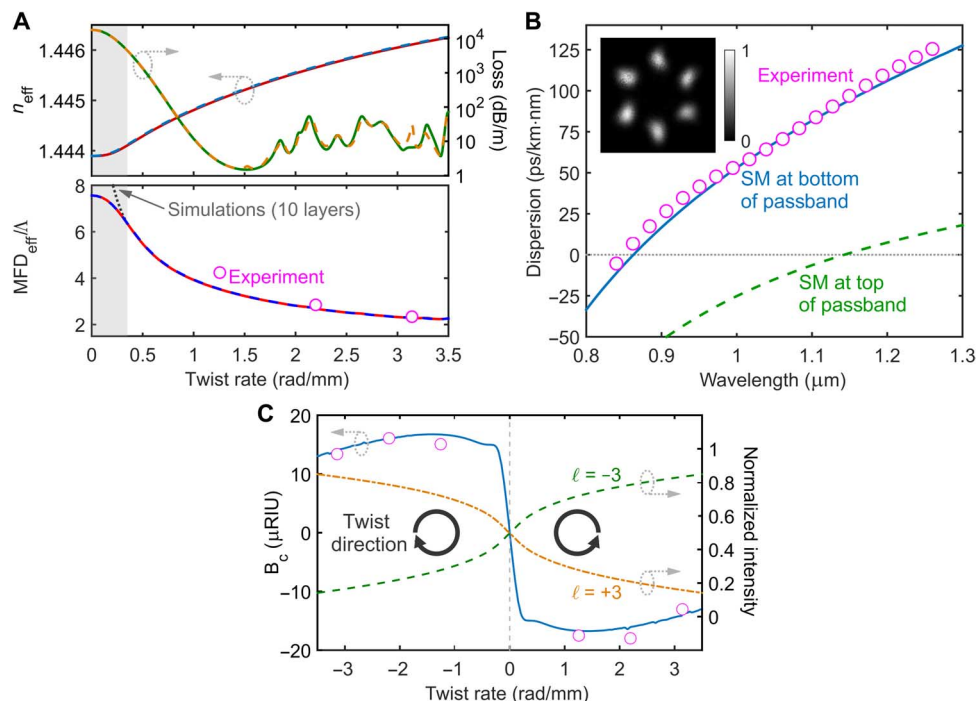 A
1.446
1.445
1.444
n_eff
10^4
10^3
10^2
10
1
Loss (dB/m)
8
6
4
2
MFD_eff/Λ
Simulations (10 layers)
Experiment
0 0.5 1 1.5 2 2.5 3 3.5
Twist rate (rad/mm)
B
125
100
75
50
25
0
−25
−50
Dispersion (ps/km·nm)
1
0
Experiment
SM at bottom
of passband
SM at top
of passband
0.8 0.9 1 1.1 1.2 1.3
Wavelength (μm)
C
20
10
0
−10
−20
B_c (μRIU)
Twist
direction
ℓ = −3
ℓ = +3
1
0.8
0.6
0.4
0.2
0
Normalized intensity
−3 −2 −1 0 1 2 3
Twist rate (rad/mm)